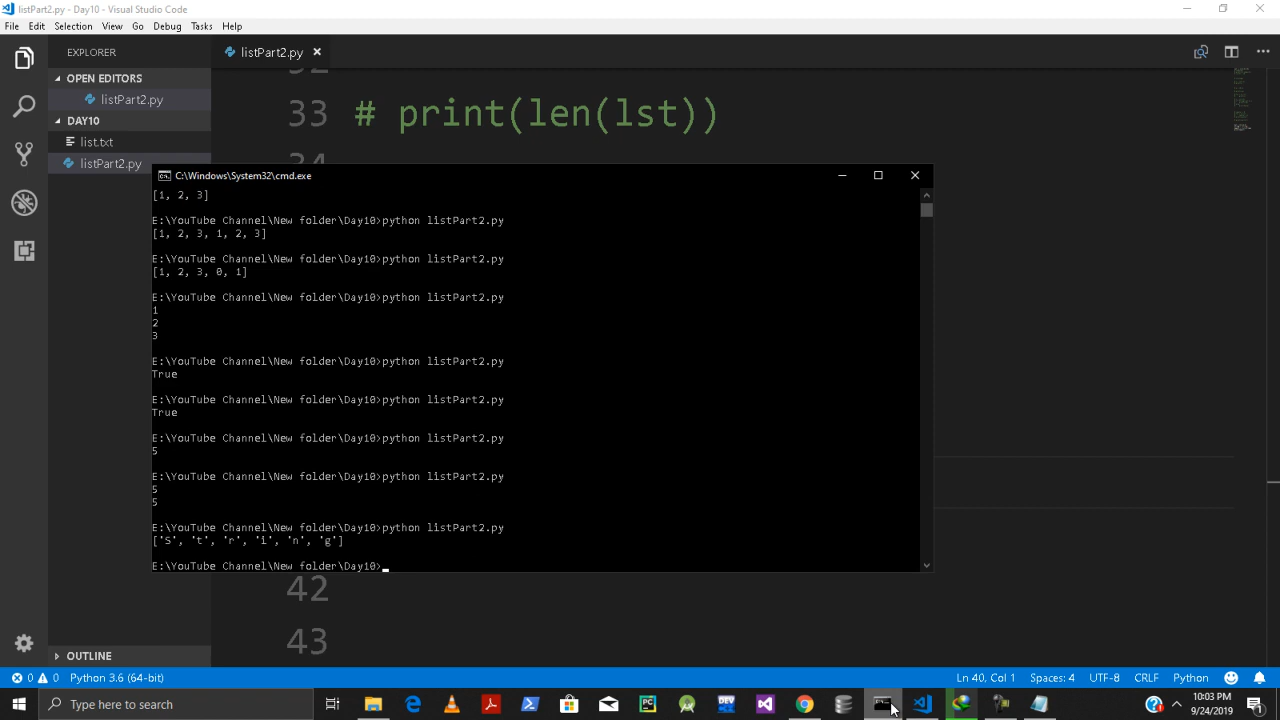 listPart2.py - Day10 - Visual Studio Code
File Edit Selection View Go Debug Tasks Help
EXPLORER
listPart2.py
OPEN EDITORS
listPart2.py
DAY10
list.txt
listPart2.py
33 # print(len(lst))
34
C:\Windows\System32\cmd.exe
[1, 2, 3]
E:\YouTube Channel\New folder\Day10>python listPart2.py
[1, 2, 3, 1, 2, 3]
E:\YouTube Channel\New folder\Day10>python listPart2.py
[1, 2, 3, 0, 1]
E:\YouTube Channel\New folder\Day10>python listPart2.py
1
2
3
E:\YouTube Channel\New folder\Day10>python listPart2.py
True
E:\YouTube Channel\New folder\Day10>python listPart2.py
True
E:\YouTube Channel\New folder\Day10>python listPart2.py
5
E:\YouTube Channel\New folder\Day10>python listPart2.py
5
5
E:\YouTube Channel\New folder\Day10>python listPart2.py
['S', 't', 'r', 'i', 'n', 'g']
E:\YouTube Channel\New folder\Day10>
42
43
OUTLINE
0 0 Python 3.6 (64-bit) Ln 40, Col 1 Spaces: 4 UTF-8 CRLF Python
Type here to search
10:03 PM
9/24/2019